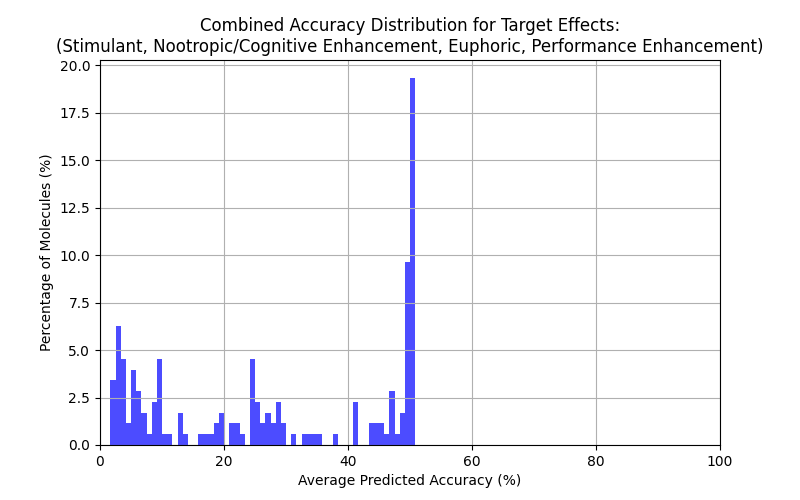 Combined Accuracy Distribution for Target Effects:
(Stimulant, Nootropic/Cognitive Enhancement, Euphoric, Performance Enhancement)
20.0
17.5
15.0
12.5
10.0
7.5
5.0
2.5
0.0
Percentage of Molecules (%)
0 20 40 60 80 100
Average Predicted Accuracy (%)